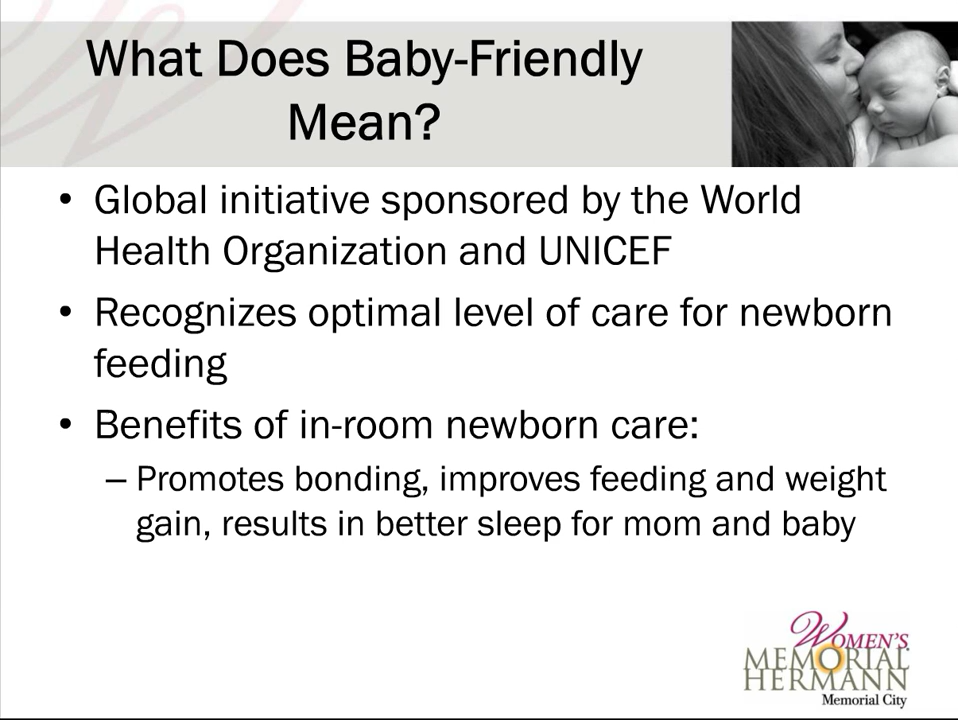 What Does Baby-Friendly
Mean?
• Global initiative sponsored by the World
Health Organization and UNICEF
• Recognizes optimal level of care for newborn
feeding
• Benefits of in-room newborn care:
– Promotes bonding, improves feeding and weight
gain, results in better sleep for mom and baby
WOMEN'S
MEMORIAL
HERMANN
Memorial City